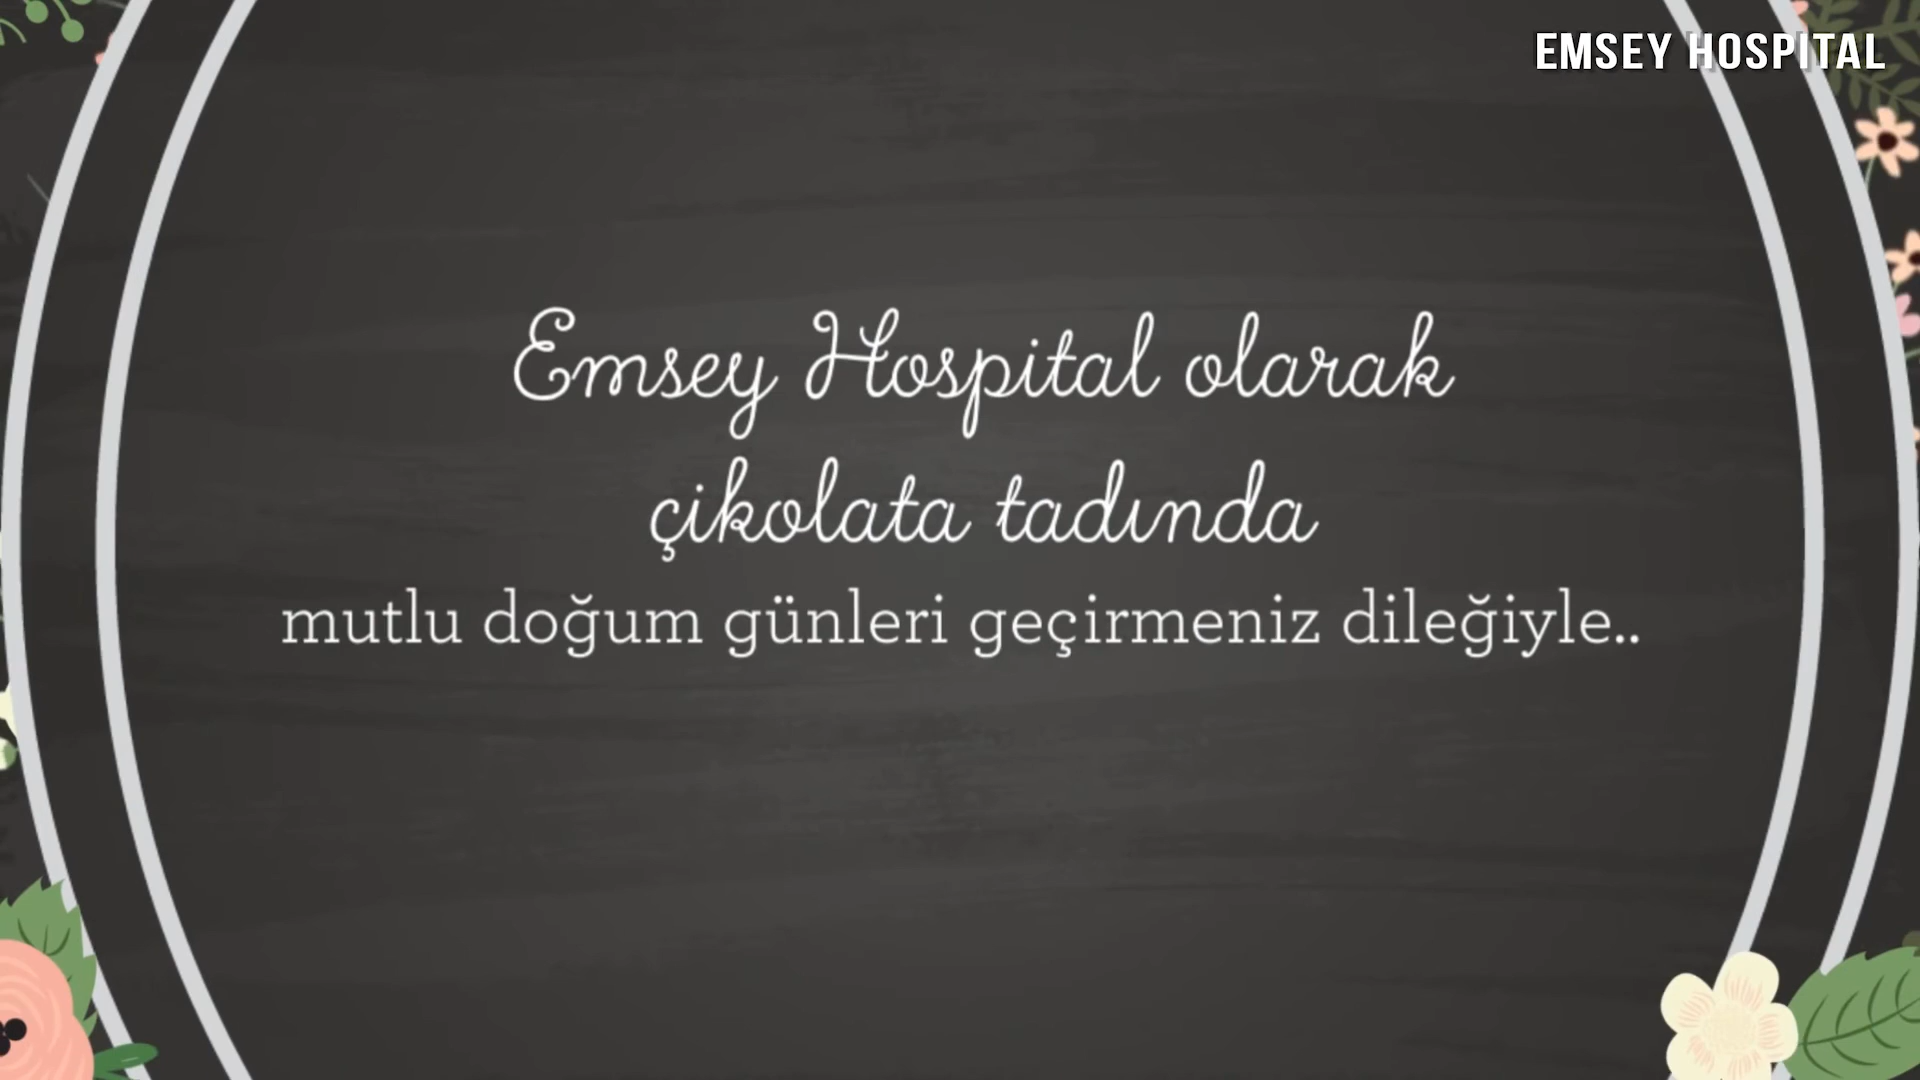 EMSEY HOSPITAL
Emsey Hospital olarak
çikolata tadında
mutlu doğum günleri geçirmeniz dileğiyle..